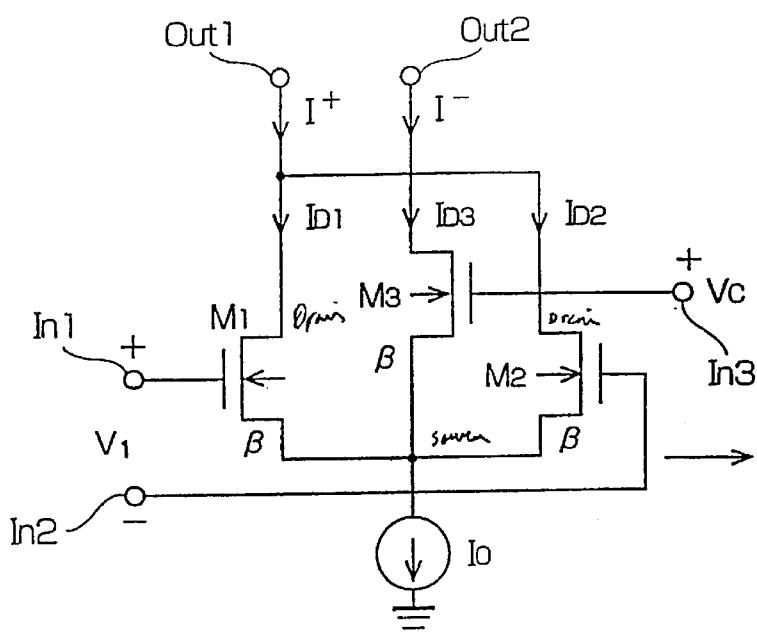 Out1
Out2
I+
I−
ID1
ID3
ID2
M1
Drain
M3
Drain
+
VC
In1
+
β
M2
In3
V1
β
source
β
In2
−
I0